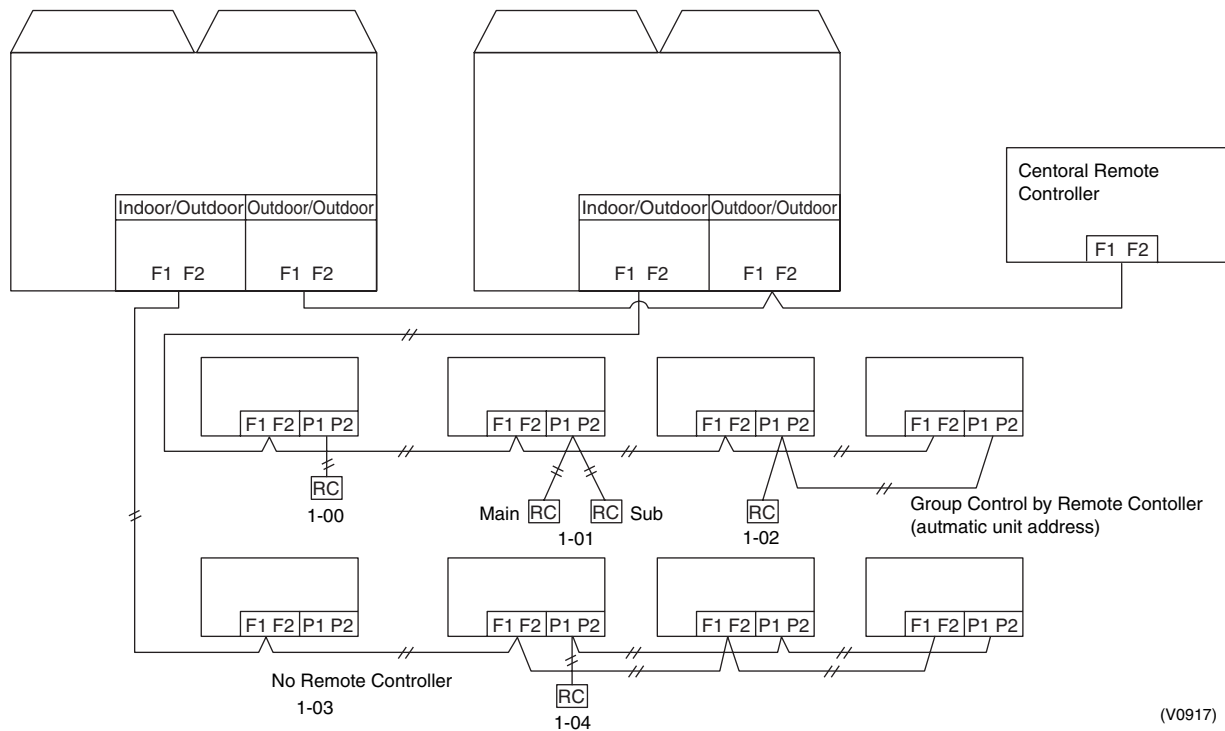 Indoor/Outdoor Outdoor/Outdoor
F1 F2 F1 F2
Indoor/Outdoor Outdoor/Outdoor
F1 F2 F1 F2
Centoral Remote
Controller
F1 F2
F1 F2 P1 P2
F1 F2 P1 P2
F1 F2 P1 P2
F1 F2 P1 P2
RC
1-00
Main RC RC Sub
1-01
RC
1-02
Group Control by Remote Contoller
(autmatic unit address)
F1 F2 P1 P2
F1 F2 P1 P2
F1 F2 P1 P2
F1 F2 P1 P2
No Remote Controller
1-03
RC
1-04
(V0917)